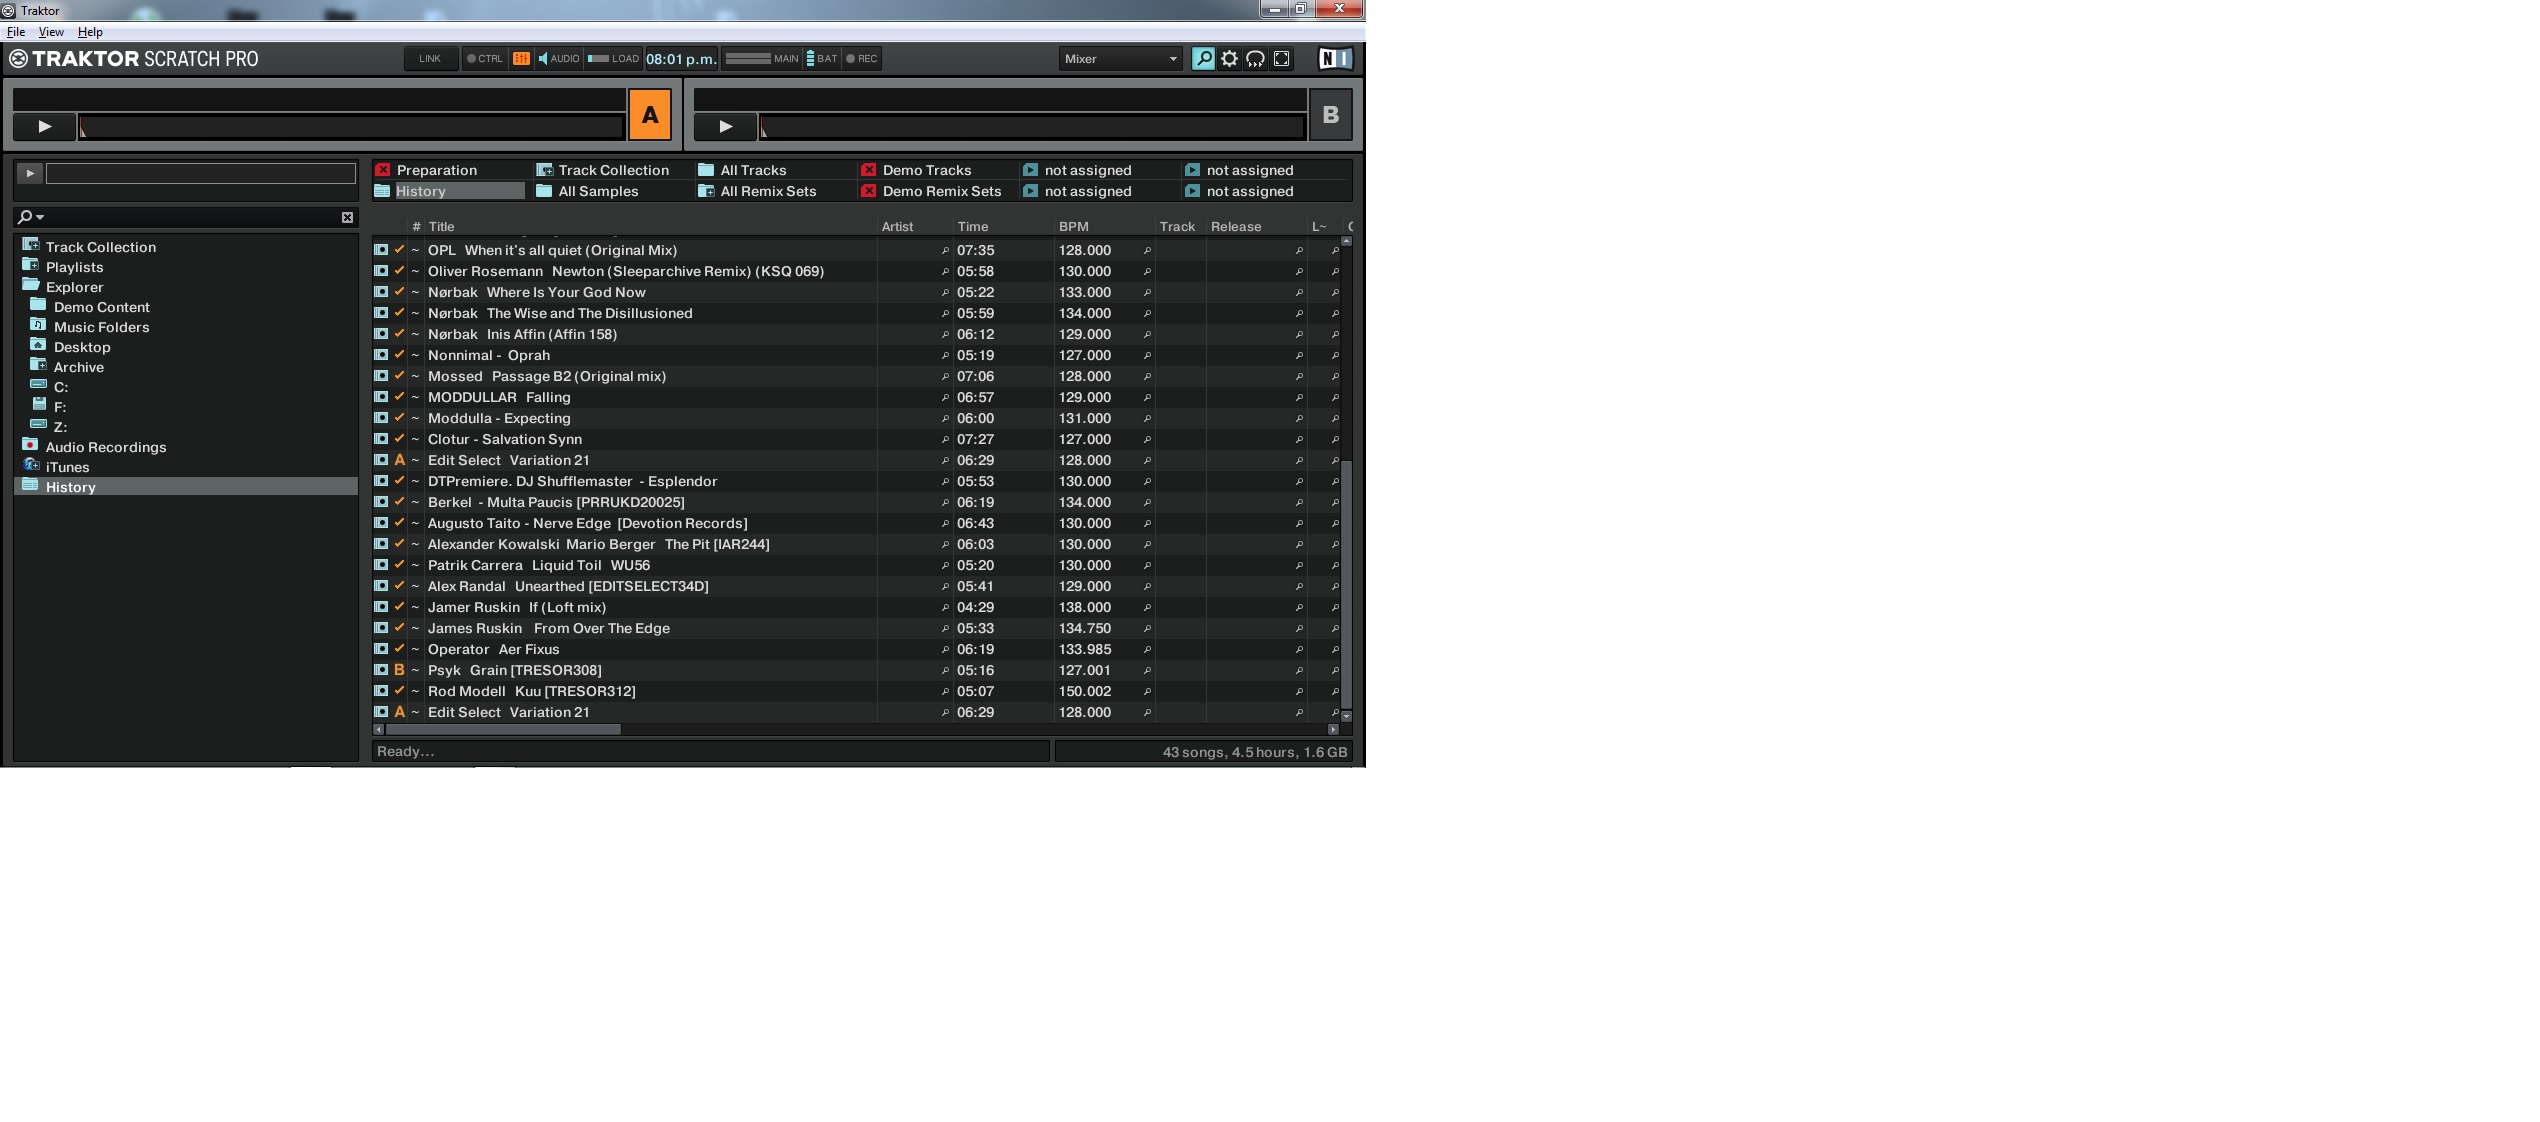 Traktor
File View Help
TRAKTOR SCRATCH PRO LINK CTRL AUDIO LOAD 08:01 p.m. MAIN BAT REC Mixer N I
A B
Preparation Track Collection All Tracks Demo Tracks not assigned not assigned
History All Samples All Remix Sets Demo Remix Sets not assigned not assigned
Track Collection
Playlists
Explorer
Demo Content
Music Folders
Desktop
Archive
C:
F:
Z:
Audio Recordings
iTunes
History
# Title Artist Time BPM Track Release L~
~ OPL When it's all quiet (Original Mix) 07:35 128.000
~ Oliver Rosemann Newton (Sleeparchive Remix) (KSQ 069) 05:58 130.000
~ Nørbak Where Is Your God Now 05:22 133.000
~ Nørbak The Wise and The Disillusioned 05:59 134.000
~ Nørbak Inis Affin (Affin 158) 06:12 129.000
~ Nonnimal - Oprah 05:19 127.000
~ Mossed Passage B2 (Original mix) 07:06 128.000
~ MODDULLAR Falling 06:57 129.000
~ Moddulla - Expecting 06:00 131.000
~ Clotur - Salvation Synn 07:27 127.000
A ~ Edit Select Variation 21 06:29 128.000
~ DTPremiere. DJ Shufflemaster - Esplendor 05:53 130.000
~ Berkel - Multa Paucis [PRRUKD20025] 06:19 134.000
~ Augusto Taito - Nerve Edge [Devotion Records] 06:43 130.000
~ Alexander Kowalski Mario Berger The Pit [IAR244] 06:03 130.000
~ Patrik Carrera Liquid Toil WU56 05:20 130.000
~ Alex Randal Unearthed [EDITSELECT34D] 05:41 129.000
~ Jamer Ruskin If (Loft mix) 04:29 138.000
~ James Ruskin From Over The Edge 05:33 134.750
~ Operator Aer Fixus 06:19 133.985
B ~ Psyk Grain [TRESOR308] 05:16 127.001
~ Rod Modell Kuu [TRESOR312] 05:07 150.002
A ~ Edit Select Variation 21 06:29 128.000
Ready... 43 songs, 4.5 hours, 1.6 GB